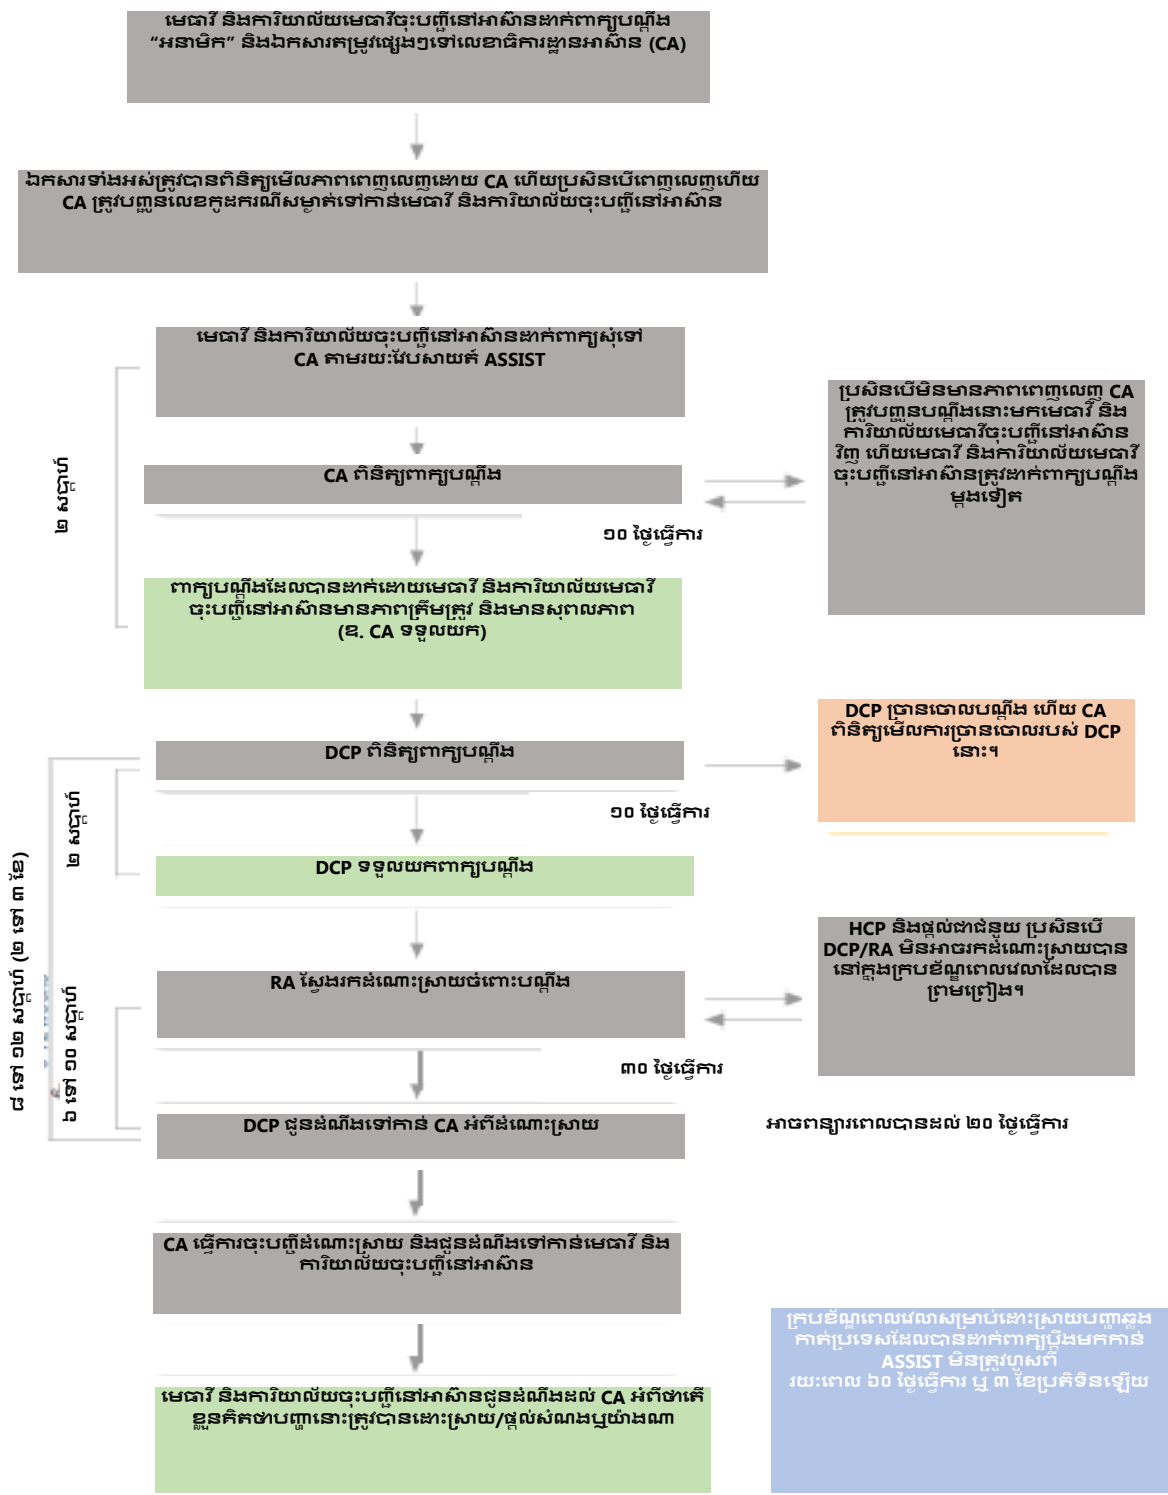 មេធាវី និងការិយាល័យមេធាវីចុះបញ្ជីនៅអាស៊ានដាក់ពាក្យបណ្ដឹង
“អនាមិក” និងឯកសារតម្រូវផ្សេងៗទៅលេខាធិការដ្ឋានអាស៊ាន (CA)
ឯកសារទាំងអស់ត្រូវបានពិនិត្យមើលភាពពេញលេញដោយ CA ហើយប្រសិនបើពេញលេញហើយ
CA ត្រូវបញ្ជូនលេខកូដករណីសម្ងាត់ទៅកាន់មេធាវី និងការិយាល័យចុះបញ្ជីនៅអាស៊ាន
មេធាវី និងការិយាល័យចុះបញ្ជីនៅអាស៊ានដាក់ពាក្យសុំទៅ
CA តាមរយៈវែបសាយត៍ ASSIST
ប្រសិនបើមិនមានភាពពេញលេញ CA
ត្រូវបញ្ជូនបណ្ដឹងនោះមកមេធាវី និង
ការិយាល័យមេធាវីចុះបញ្ជីនៅអាស៊ាន
វិញ ហើយមេធាវី និងការិយាល័យមេធាវី
ចុះបញ្ជីនៅអាស៊ានត្រូវដាក់ពាក្យបណ្ដឹង
ម្ដងទៀត
២ សប្ដាហ៍
CA ពិនិត្យពាក្យបណ្ដឹង
១០ ថ្ងៃធ្វើការ
ពាក្យបណ្ដឹងដែលបានដាក់ដោយមេធាវី និងការិយាល័យមេធាវី
ចុះបញ្ជីនៅអាស៊ានមានភាពត្រឹមត្រូវ និងមានសុពលភាព
(ឧ. CA ទទួលយក)
DCP ពិនិត្យពាក្យបណ្ដឹង
DCP ច្រានចោលបណ្ដឹង ហើយ CA
ពិនិត្យមើលការច្រានចោលរបស់ DCP
នោះ។
២ សប្ដាហ៍
១០ ថ្ងៃធ្វើការ
DCP ទទួលយកពាក្យបណ្ដឹង
៨ ទៅ ១២ សប្ដាហ៍ (២ ទៅ ៣ ខែ)
RA ស្វែងរកដំណោះស្រាយចំពោះបណ្ដឹង
HCP និងផ្ដល់ជាជំនួយ ប្រសិនបើ
DCP/RA មិនអាចរកដំណោះស្រាយបាន
នៅក្នុងក្របខ័ណ្ឌពេលវេលាដែលបាន
ព្រមព្រៀង។
៦ ទៅ ១០ សប្ដាហ៍
៣០ ថ្ងៃធ្វើការ
DCP ជូនដំណឹងទៅកាន់ CA អំពីដំណោះស្រាយ
អាចពន្យារពេលបានដល់ ២០ ថ្ងៃធ្វើការ
CA ធ្វើការចុះបញ្ជីដំណោះស្រាយ និងជូនដំណឹងទៅកាន់មេធាវី និង
ការិយាល័យចុះបញ្ជីនៅអាស៊ាន
ក្របខ័ណ្ឌពេលវេលាសម្រាប់ដោះស្រាយបញ្ហាឆ្លង
កាត់ប្រទេសដែលបានដាក់ពាក្យប្ដឹងមកកាន់
ASSIST មិនត្រូវហួសពី
រយៈពេល ៦០ ថ្ងៃធ្វើការ ឬ ៣ ខែប្រតិទិនឡើយ
មេធាវី និងការិយាល័យចុះបញ្ជីនៅអាស៊ានជូនដំណឹងដល់ CA អំពីថាតើ
ខ្លួនគិតថាបញ្ហានោះត្រូវបានដោះស្រាយ/ផ្ដល់សំណងឬយ៉ាងណា